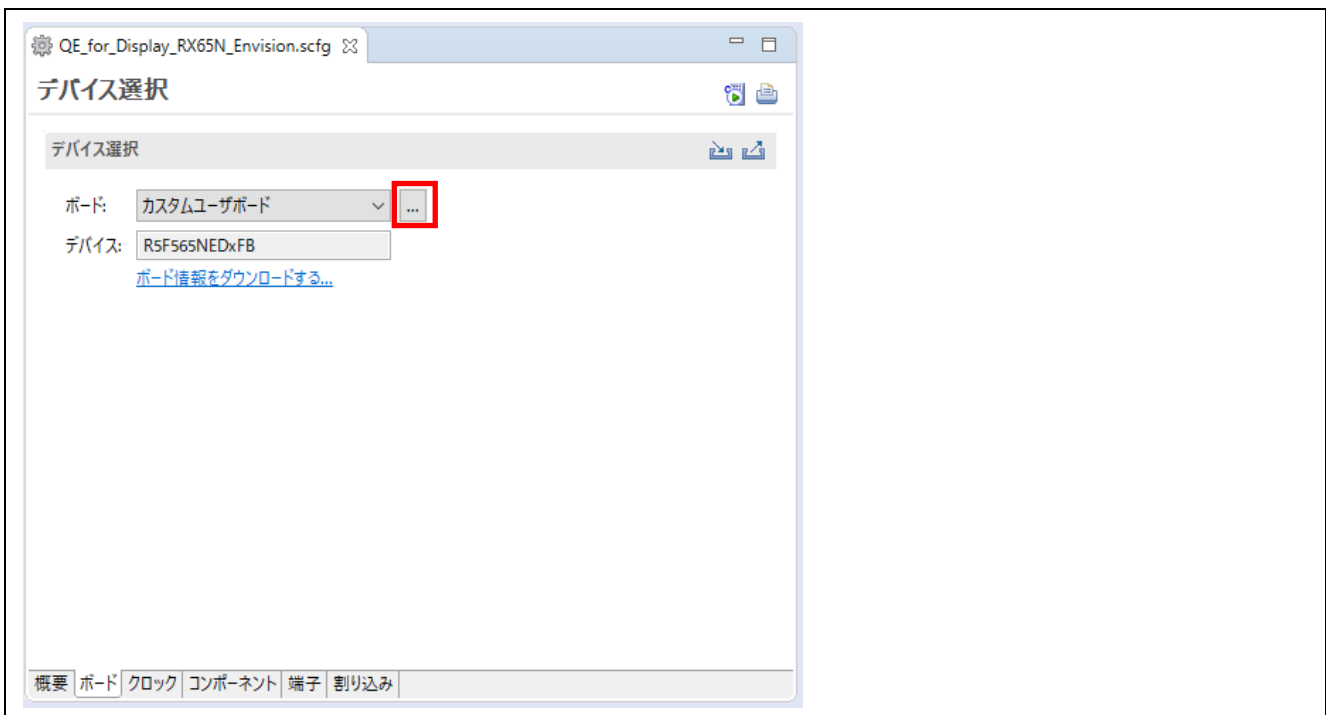 QE_for_Display_RX65N_Envision.scfg
デバイス選択
デバイス選択
ボード: カスタムユーザボード ...
デバイス: R5F565NEDxFB
ボード情報をダウンロードする...
概要 ボード クロック コンポーネント 端子 割り込み